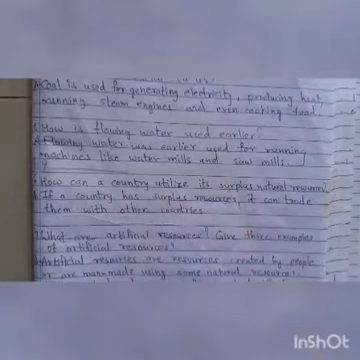 A Coal is used for generating electricity, producing heat,
running steam engines and even cooking food.
How is flowing water used earlier.
A Flowing water was earlier used for running
machines like water mills and saw mills.
How can a country utilize its surplus natural resources
A If a country has surplus resources, it can trade
them with other countries
What are artificial resources? Give three examples
of artificial resources?
Artificial resources are resources created by people
or are manmade using some natural resource.
InShOt